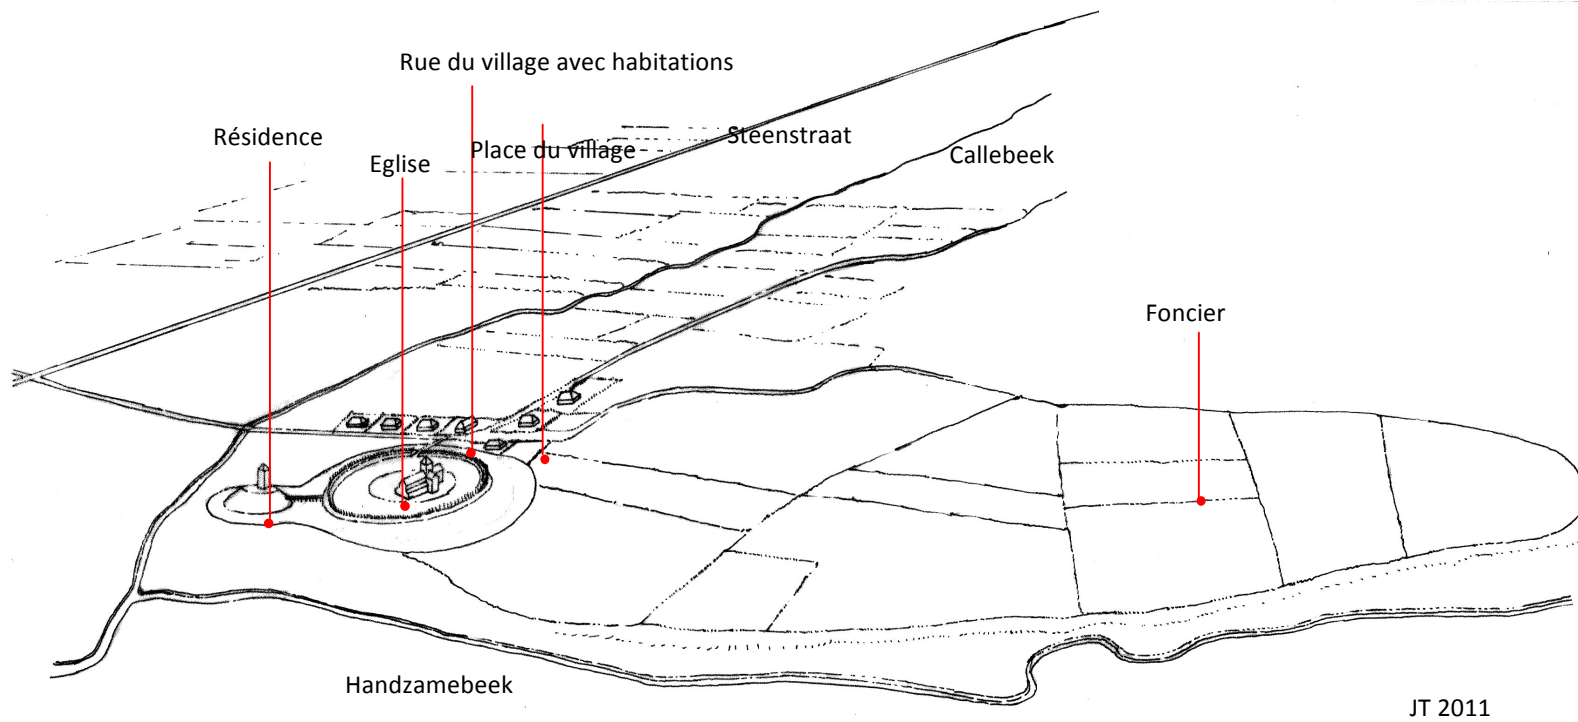 Rue du village avec habitations
Résidence
Eglise
Place du village
Steenstraat
Callebeek
Foncier
Handzamebeek
JT 2011